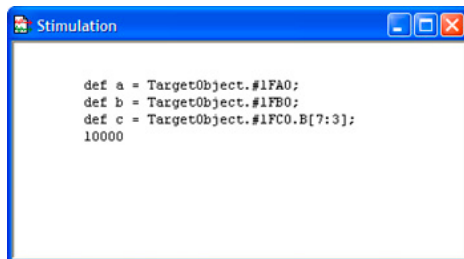 Stimulation
def a = TargetObject.#1FA0;
def b = TargetObject.#1FB0;
def c = TargetObject.#1FC0.B[7:3];
10000